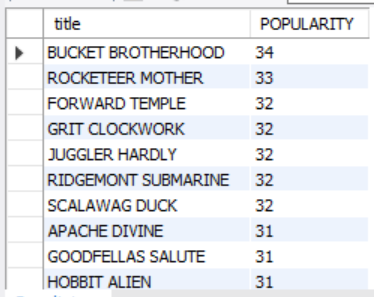 title POPULARITY
BUCKET BROTHERHOOD 34
ROCKETEER MOTHER 33
FORWARD TEMPLE 32
GRIT CLOCKWORK 32
JUGGLER HARDLY 32
RIDGEMONT SUBMARINE 32
SCALAWAG DUCK 32
APACHE DIVINE 31
GOODFELLAS SALUTE 31
HOBBIT ALIEN 31